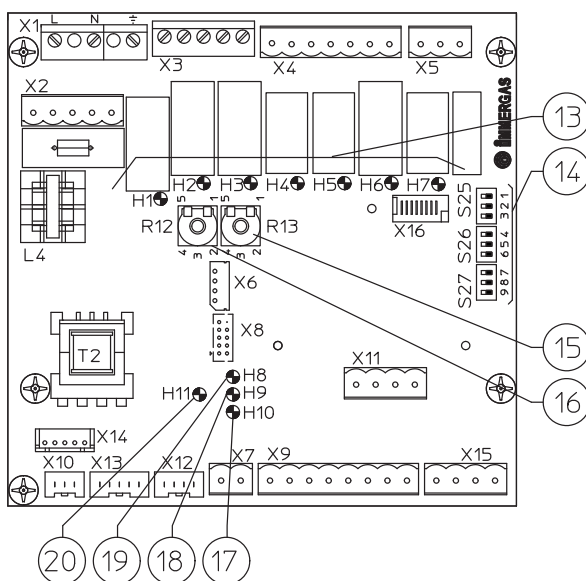 X1 L N
X3
X4
X5
X2
IMMERGAS
13
14
H1 H2 H3 H4 H5 H6 H7
S25 3 2 1
S26 6 5 4
S27 9 8 7
X16
R12 5 1 4 3 2
R13 5 1 4 3 2
L4
X6
X8
T2
15
16
X11
H8
H9
H10
H11
X14
X10 X13 X12 X7 X9 X15
20 19 18 17